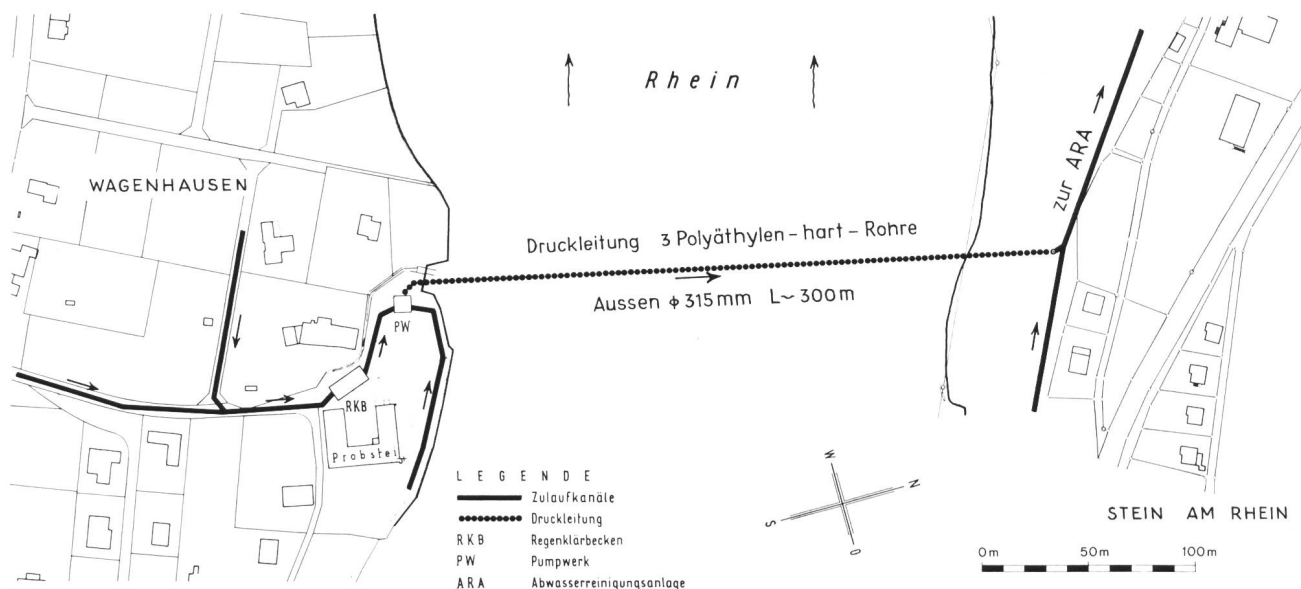 Rhein
WAGENHAUSEN
zur ARA
Druckleitung 3 Polyäthylen-hart-Rohre
Aussen ϕ 315mm L~ 300m
PW
RKB
Probstei
LEGENDE
Zulaufkanäle
Druckleitung
RKB Regenklärbecken
PW Pumpwerk
ARA Abwasserreinigungsanlage
W
N
S
O
STEIN AM RHEIN
0m 50m 100m